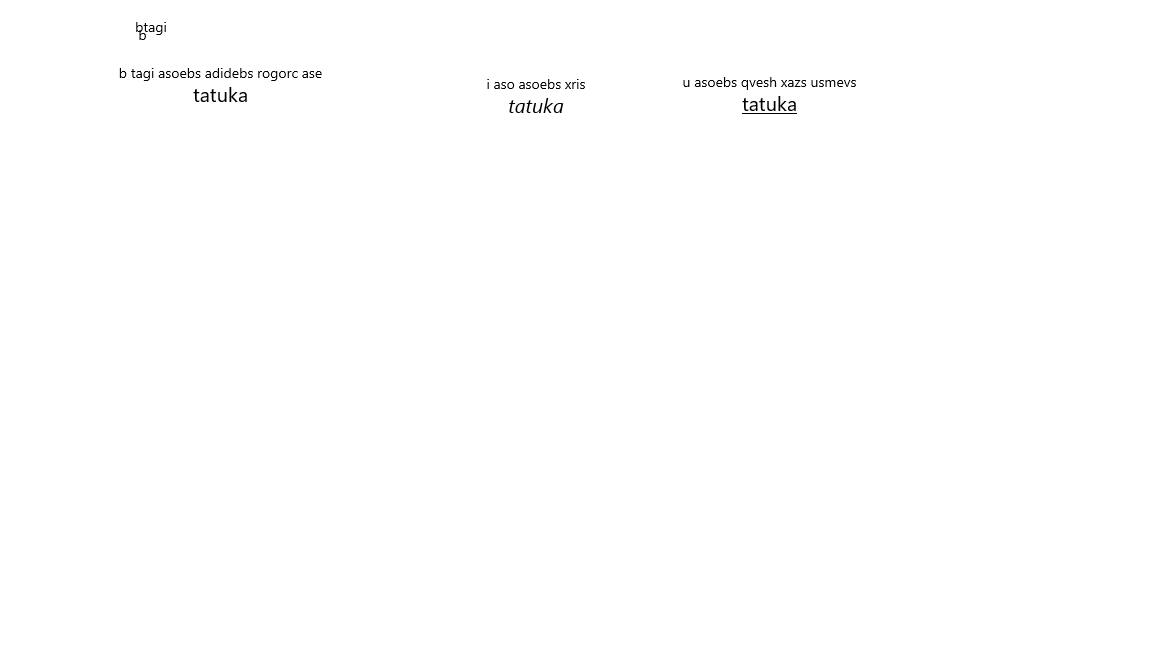 btagi
b
b tagi asoebs adidebs rogorc ase
tatuka
i aso asoebs xris
tatuka
u asoebs qvesh xazs usmevs
tatuka